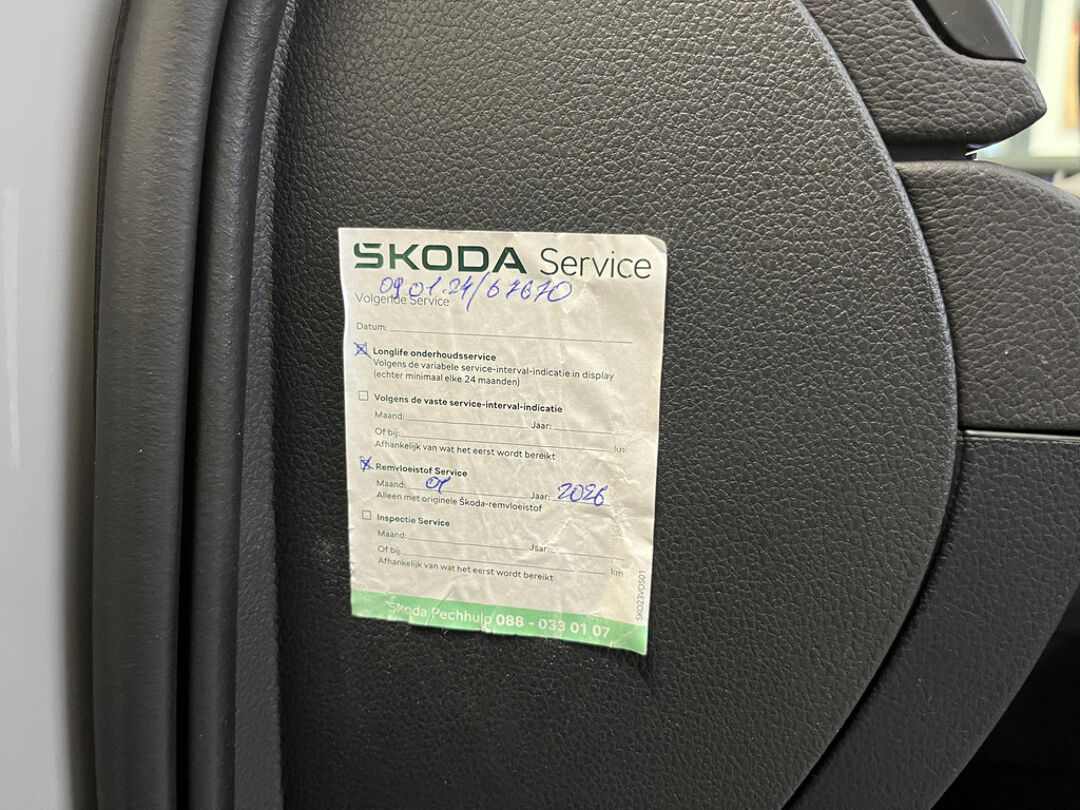 ŠKODA Service
09.01.24/67670
Volgende Service
Datum:
Longlife onderhoudsservice
Volgens de variabele service-interval-indicatie in display
(echter minimaal elke 24 maanden)
Volgens de vaste service-interval-indicatie
Maand: Jaar:
Of bij: km
Afhankelijk van wat het eerst wordt bereikt
Remvloeistof Service
Maand: 01 Jaar: 2026
Alleen met originele Škoda-remvloeistof
Inspectie Service
Maand: Jaar:
Of bij km
Afhankelijk van wat het eerst wordt bereikt
Škoda Pechhulp 088 - 033 01 07
SKO23VOS01